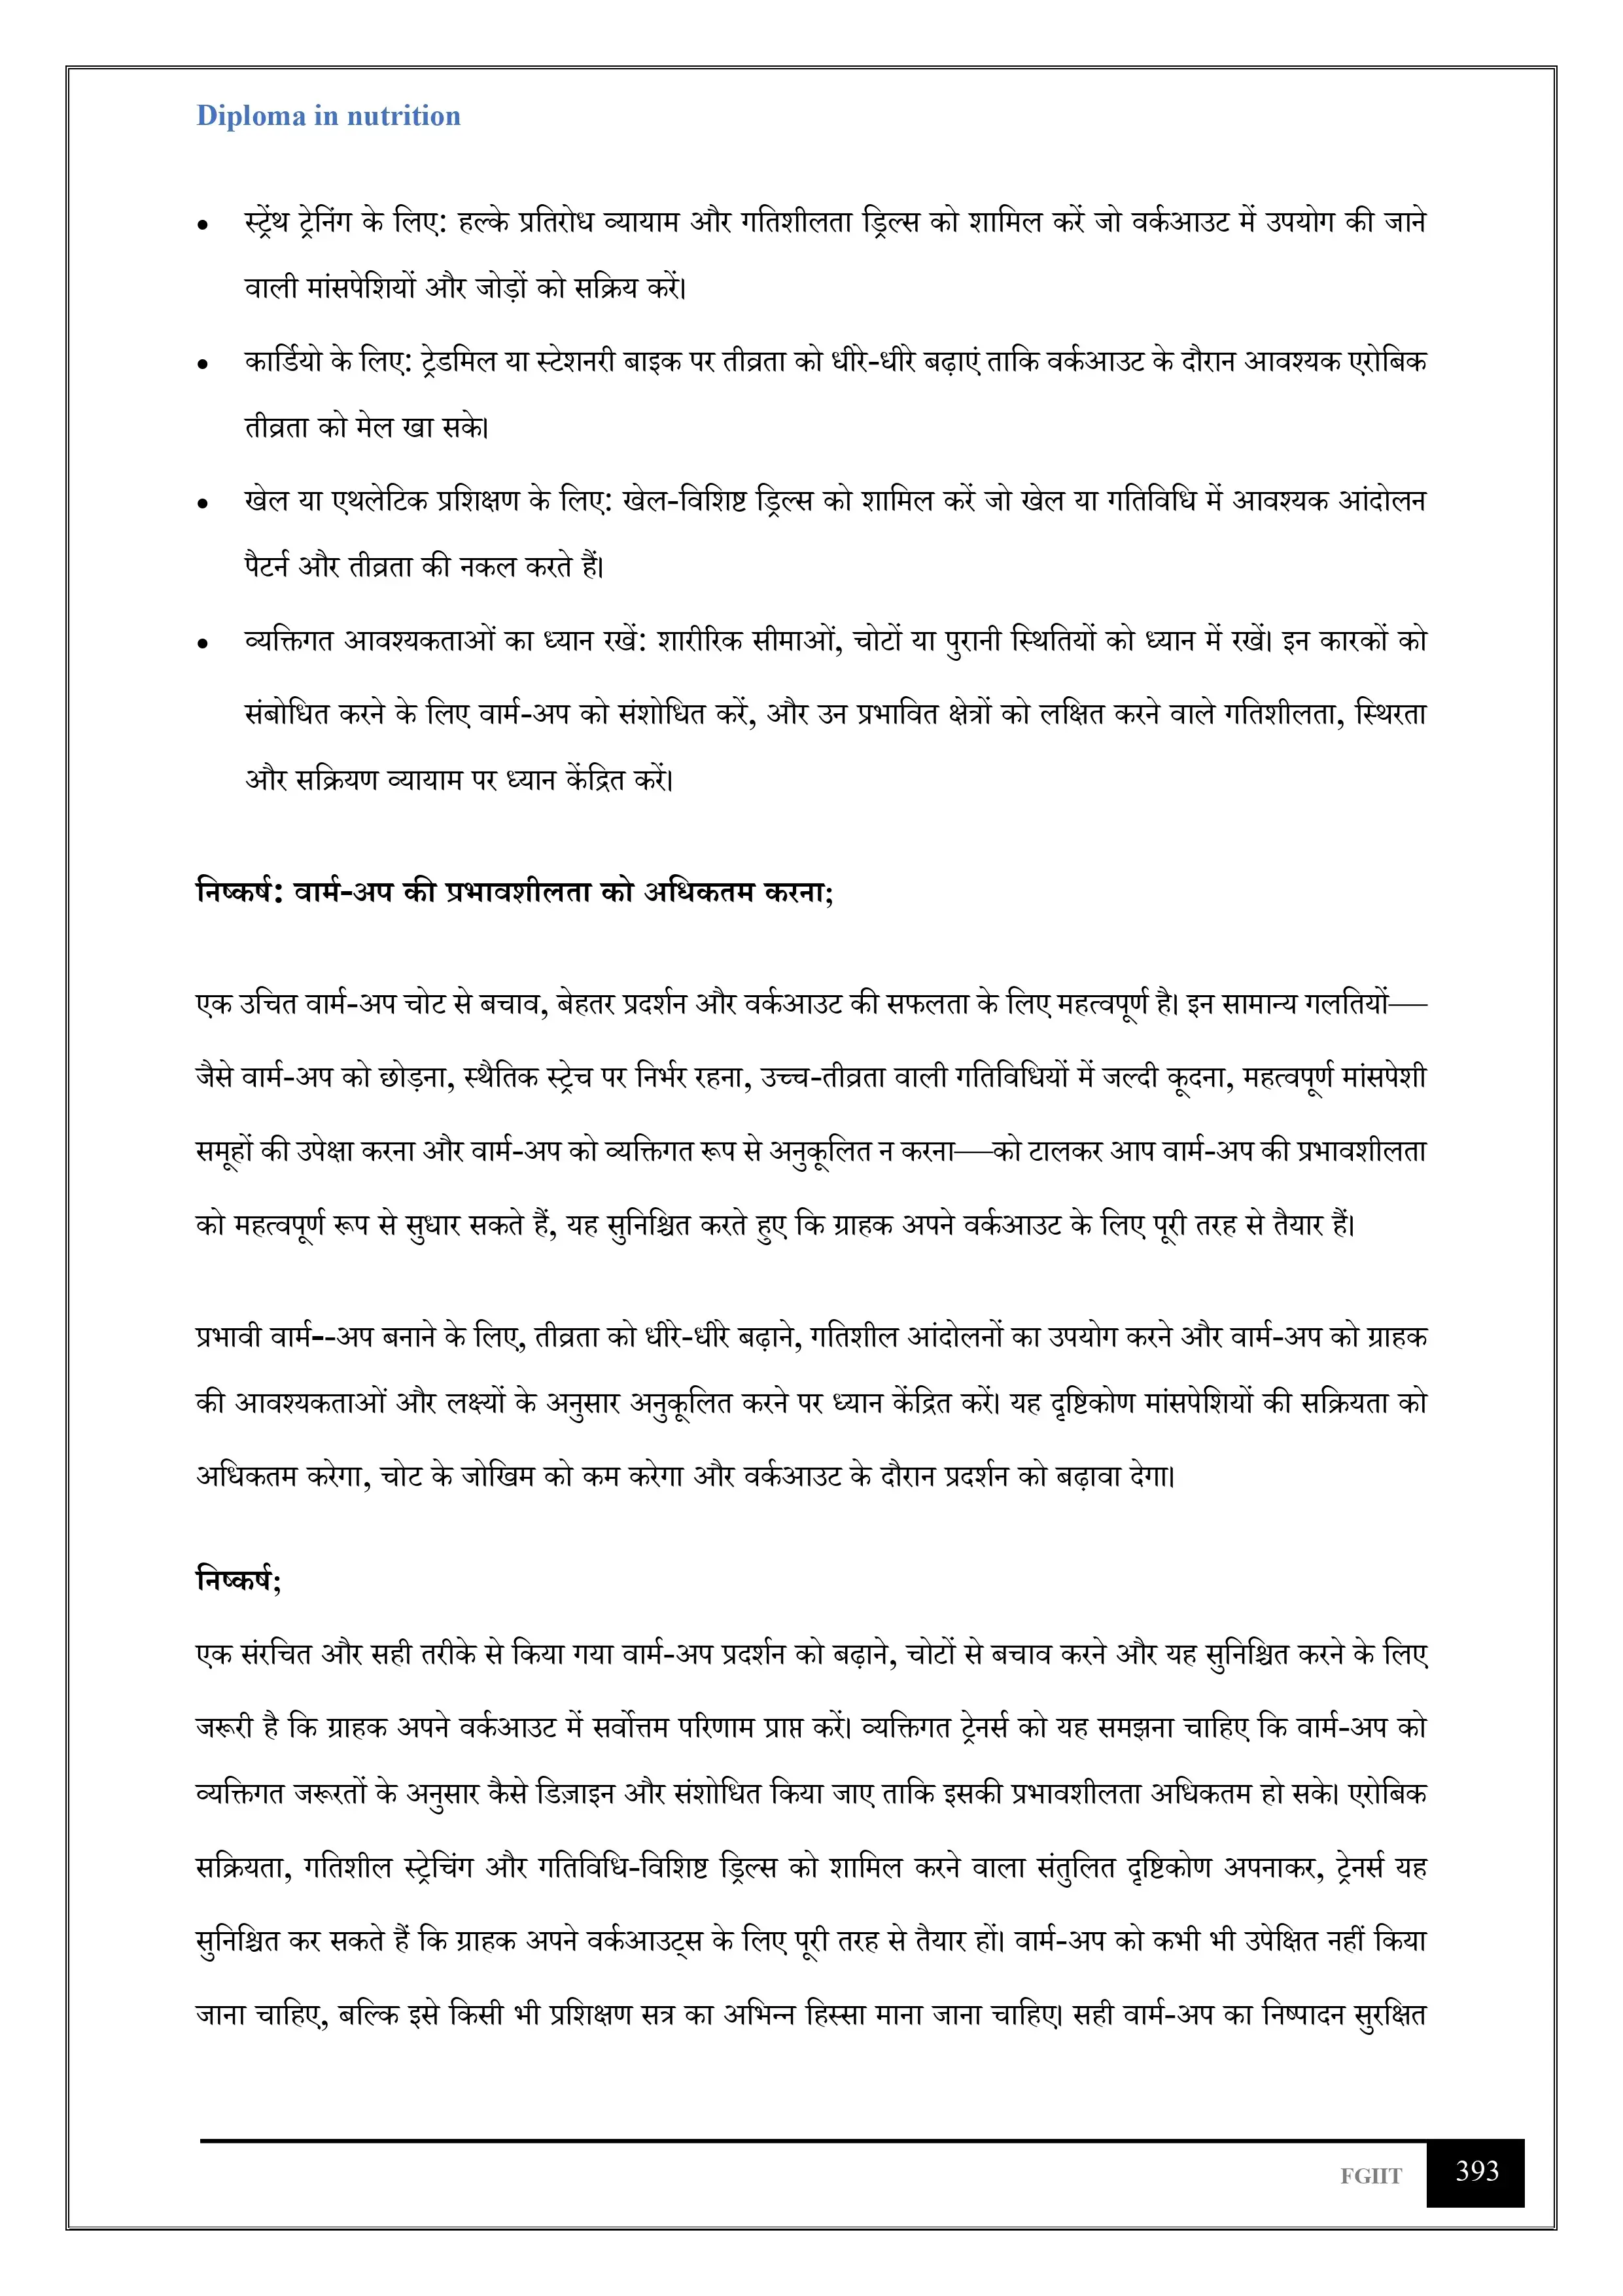 Diploma in nutrition
• स्ट्रेंथ ट्रेनिंग के लिए: हल्के प्रतिरोध व्यायाम और गतिशीलता ड्रिल्स को शामिल करें जो वर्कआउट में उपयोग की जाने
वाली मांसपेशियों और जोड़ों को सक्रिय करें।
• कार्डियो के लिए: ट्रेडमिल या स्टेशनरी बाइक पर तीव्रता को धीरे-धीरे बढ़ाएं ताकि वर्कआउट के दौरान आवश्यक एरोबिक
तीव्रता को मेल खा सके।
• खेल या एथलेटिक प्रशिक्षण के लिए: खेल-विशिष्ट ड्रिल्स को शामिल करें जो खेल या गतिविधि में आवश्यक आंदोलन
पैटर्न और तीव्रता की नकल करते हैं।
• व्यक्तिगत आवश्यकताओं का ध्यान रखें: शारीरिक सीमाओं, चोटों या पुरानी स्थितियों को ध्यान में रखें। इन कारकों को
संबोधित करने के लिए वार्म-अप को संशोधित करें, और उन प्रभावित क्षेत्रों को लक्षित करने वाले गतिशीलता, स्थिरता
और सक्रियण व्यायाम पर ध्यान केंद्रित करें।
निष्कर्ष: वार्म-अप की प्रभावशीलता को अधिकतम करना;
एक उचित वार्म-अप चोट से बचाव, बेहतर प्रदर्शन और वर्कआउट की सफलता के लिए महत्वपूर्ण है। इन सामान्य गलतियों—
जैसे वार्म-अप को छोड़ना, स्थैतिक स्ट्रेच पर निर्भर रहना, उच्च-तीव्रता वाली गतिविधियों में जल्दी कूदना, महत्वपूर्ण मांसपेशी
समूहों की उपेक्षा करना और वार्म-अप को व्यक्तिगत रूप से अनुकूलित न करना—को टालकर आप वार्म-अप की प्रभावशीलता
को महत्वपूर्ण रूप से सुधार सकते हैं, यह सुनिश्चित करते हुए कि ग्राहक अपने वर्कआउट के लिए पूरी तरह से तैयार हैं।
प्रभावी वार्म--अप बनाने के लिए, तीव्रता को धीरे-धीरे बढ़ाने, गतिशील आंदोलनों का उपयोग करने और वार्म-अप को ग्राहक
की आवश्यकताओं और लक्ष्यों के अनुसार अनुकूलित करने पर ध्यान केंद्रित करें। यह दृष्टिकोण मांसपेशियों की सक्रियता को
अधिकतम करेगा, चोट के जोखिम को कम करेगा और वर्कआउट के दौरान प्रदर्शन को बढ़ावा देगा।
निष्कर्ष;
एक संरचित और सही तरीके से किया गया वार्म-अप प्रदर्शन को बढ़ाने, चोटों से बचाव करने और यह सुनिश्चित करने के लिए
जरूरी है कि ग्राहक अपने वर्कआउट में सर्वोत्तम परिणाम प्राप्त करें। व्यक्तिगत ट्रेनर्स को यह समझना चाहिए कि वार्म-अप को
व्यक्तिगत जरूरतों के अनुसार कैसे डिज़ाइन और संशोधित किया जाए ताकि इसकी प्रभावशीलता अधिकतम हो सके। एरोबिक
सक्रियता, गतिशील स्ट्रेचिंग और गतिविधि-विशिष्ट ड्रिल्स को शामिल करने वाला संतुलित दृष्टिकोण अपनाकर, ट्रेनर्स यह
सुनिश्चित कर सकते हैं कि ग्राहक अपने वर्कआउट्स के लिए पूरी तरह से तैयार हों। वार्म-अप को कभी भी उपेक्षित नहीं किया
जाना चाहिए, बल्कि इसे किसी भी प्रशिक्षण सत्र का अभिन्न हिस्सा माना जाना चाहिए। सही वार्म-अप का निष्पादन सुरक्षित
FGIIT 393